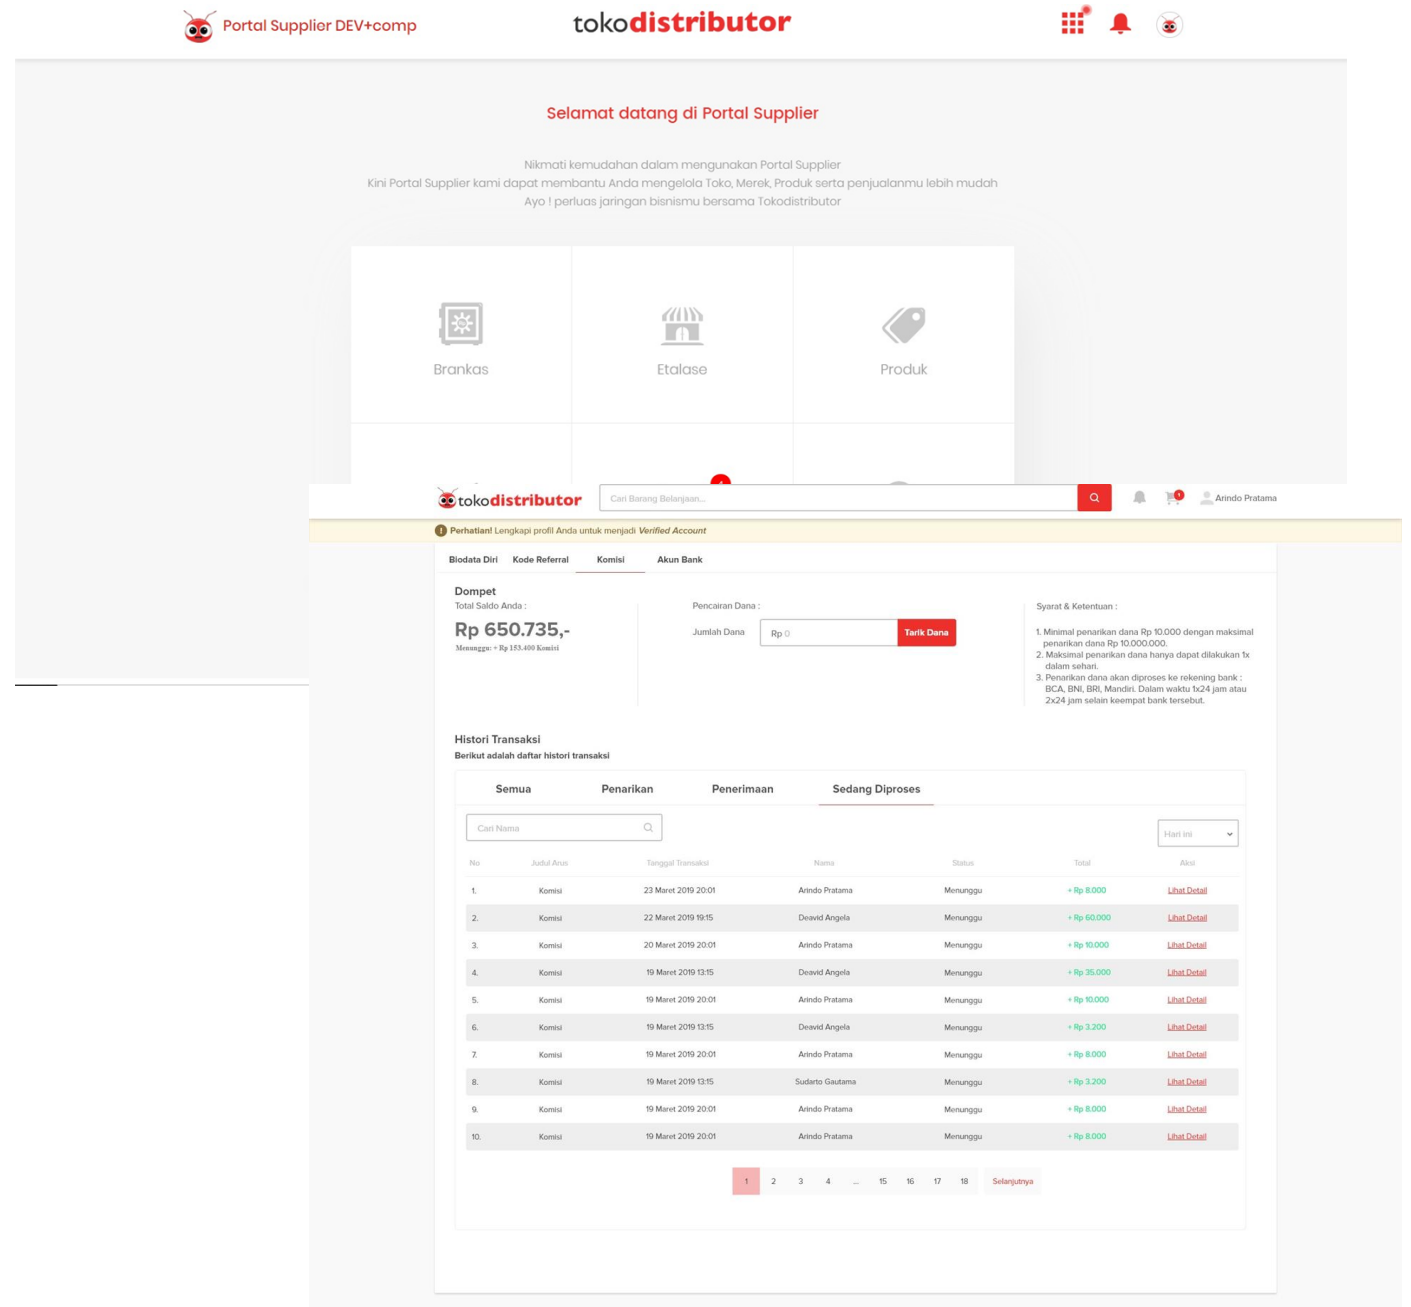 Portal Supplier DEV+comp
tokodistributor
Selamat datang di Portal Supplier
Nikmati kemudahan dalam mengunakan Portal Supplier
Kini Portal Supplier kami dapat membantu Anda mengelola Toko, Merek, Produk serta penjualanmu lebih mudah
Ayo ! perluas jaringan bisnismu bersama Tokodistributor
Brankas
Etalase
Produk
tokodistributor
Cari Barang Belanjaan...
1
Arindo Pratama
Perhatian! Lengkapi profil Anda untuk menjadi Verified Account
Biodata Diri Kode Referral Komisi Akun Bank
Dompet
Total Saldo Anda :
Rp 650.735,-
Menunggu: + Rp 153.400 Komisi
Pencairan Dana :
Jumlah Dana Rp 0 Tarik Dana
Syarat & Ketentuan :
1. Minimal penarikan dana Rp 10.000 dengan maksimal
penarikan dana Rp 10.000.000.
2. Maksimal penarikan dana hanya dapat dilakukan 1x
dalam sehari.
3. Penarikan dana akan diproses ke rekening bank :
BCA, BNI, BRI, Mandiri. Dalam waktu 1x24 jam atau
2x24 jam selain keempat bank tersebut.
Histori Transaksi
Berikut adalah daftar histori transaksi
Semua Penarikan Penerimaan Sedang Diproses
Cari Nama
Hari ini
No Judul Arus Tanggal Transaksi Nama Status Total Aksi
1. Komisi 23 Maret 2019 20:01 Arindo Pratama Menunggu + Rp 8.000 Lihat Detail
2. Komisi 22 Maret 2019 19:15 Deavid Angela Menunggu + Rp 60.000 Lihat Detail
3. Komisi 20 Maret 2019 20:01 Arindo Pratama Menunggu + Rp 10.000 Lihat Detail
4. Komisi 19 Maret 2019 13:15 Deavid Angela Menunggu + Rp 35.000 Lihat Detail
5. Komisi 19 Maret 2019 20:01 Arindo Pratama Menunggu + Rp 10.000 Lihat Detail
6. Komisi 19 Maret 2019 13:15 Deavid Angela Menunggu + Rp 3.200 Lihat Detail
7. Komisi 19 Maret 2019 20:01 Arindo Pratama Menunggu + Rp 8.000 Lihat Detail
8. Komisi 19 Maret 2019 13:15 Sudarto Gautama Menunggu + Rp 3.200 Lihat Detail
9. Komisi 19 Maret 2019 20:01 Arindo Pratama Menunggu + Rp 8.000 Lihat Detail
10. Komisi 19 Maret 2019 20:01 Arindo Pratama Menunggu + Rp 8.000 Lihat Detail
1 2 3 4 ... 15 16 17 18 Selanjutnya